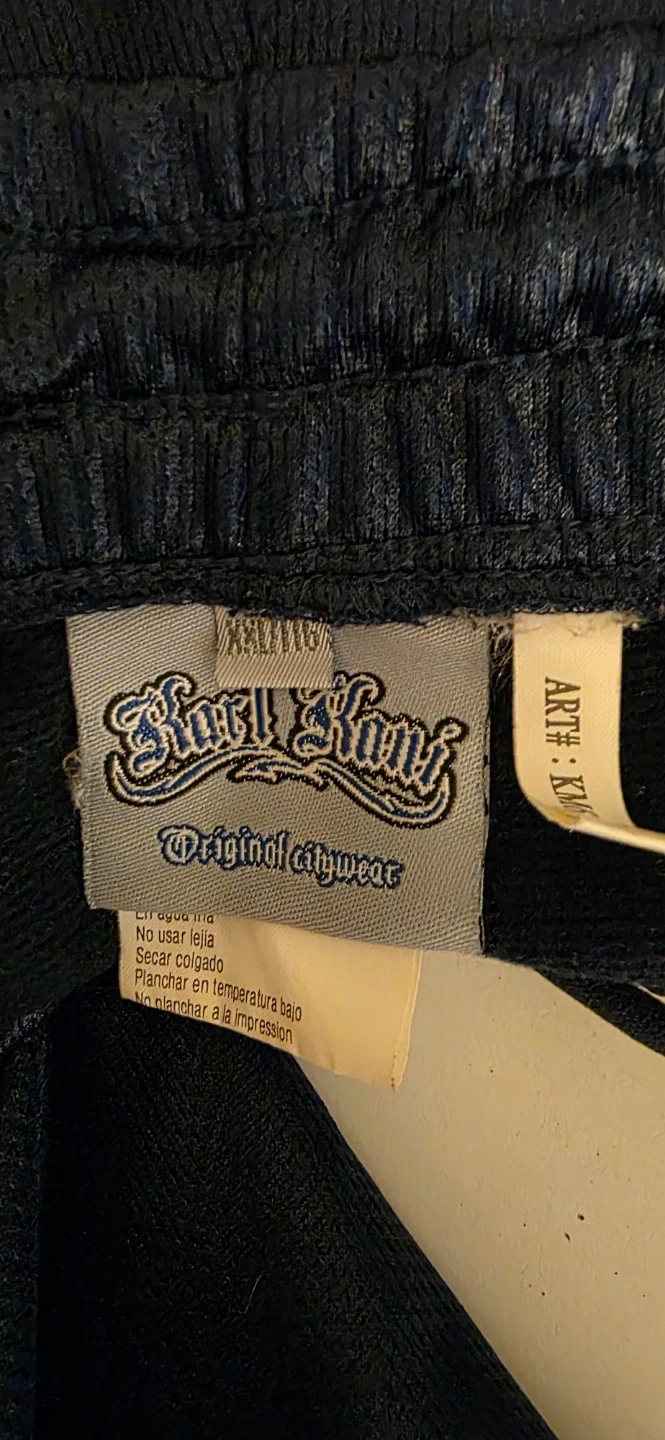 Karl Kani
Original citywear
ART# :
No usar lejia
Secar colgado
Planchar en temperatura bajo
No planchar a la impression